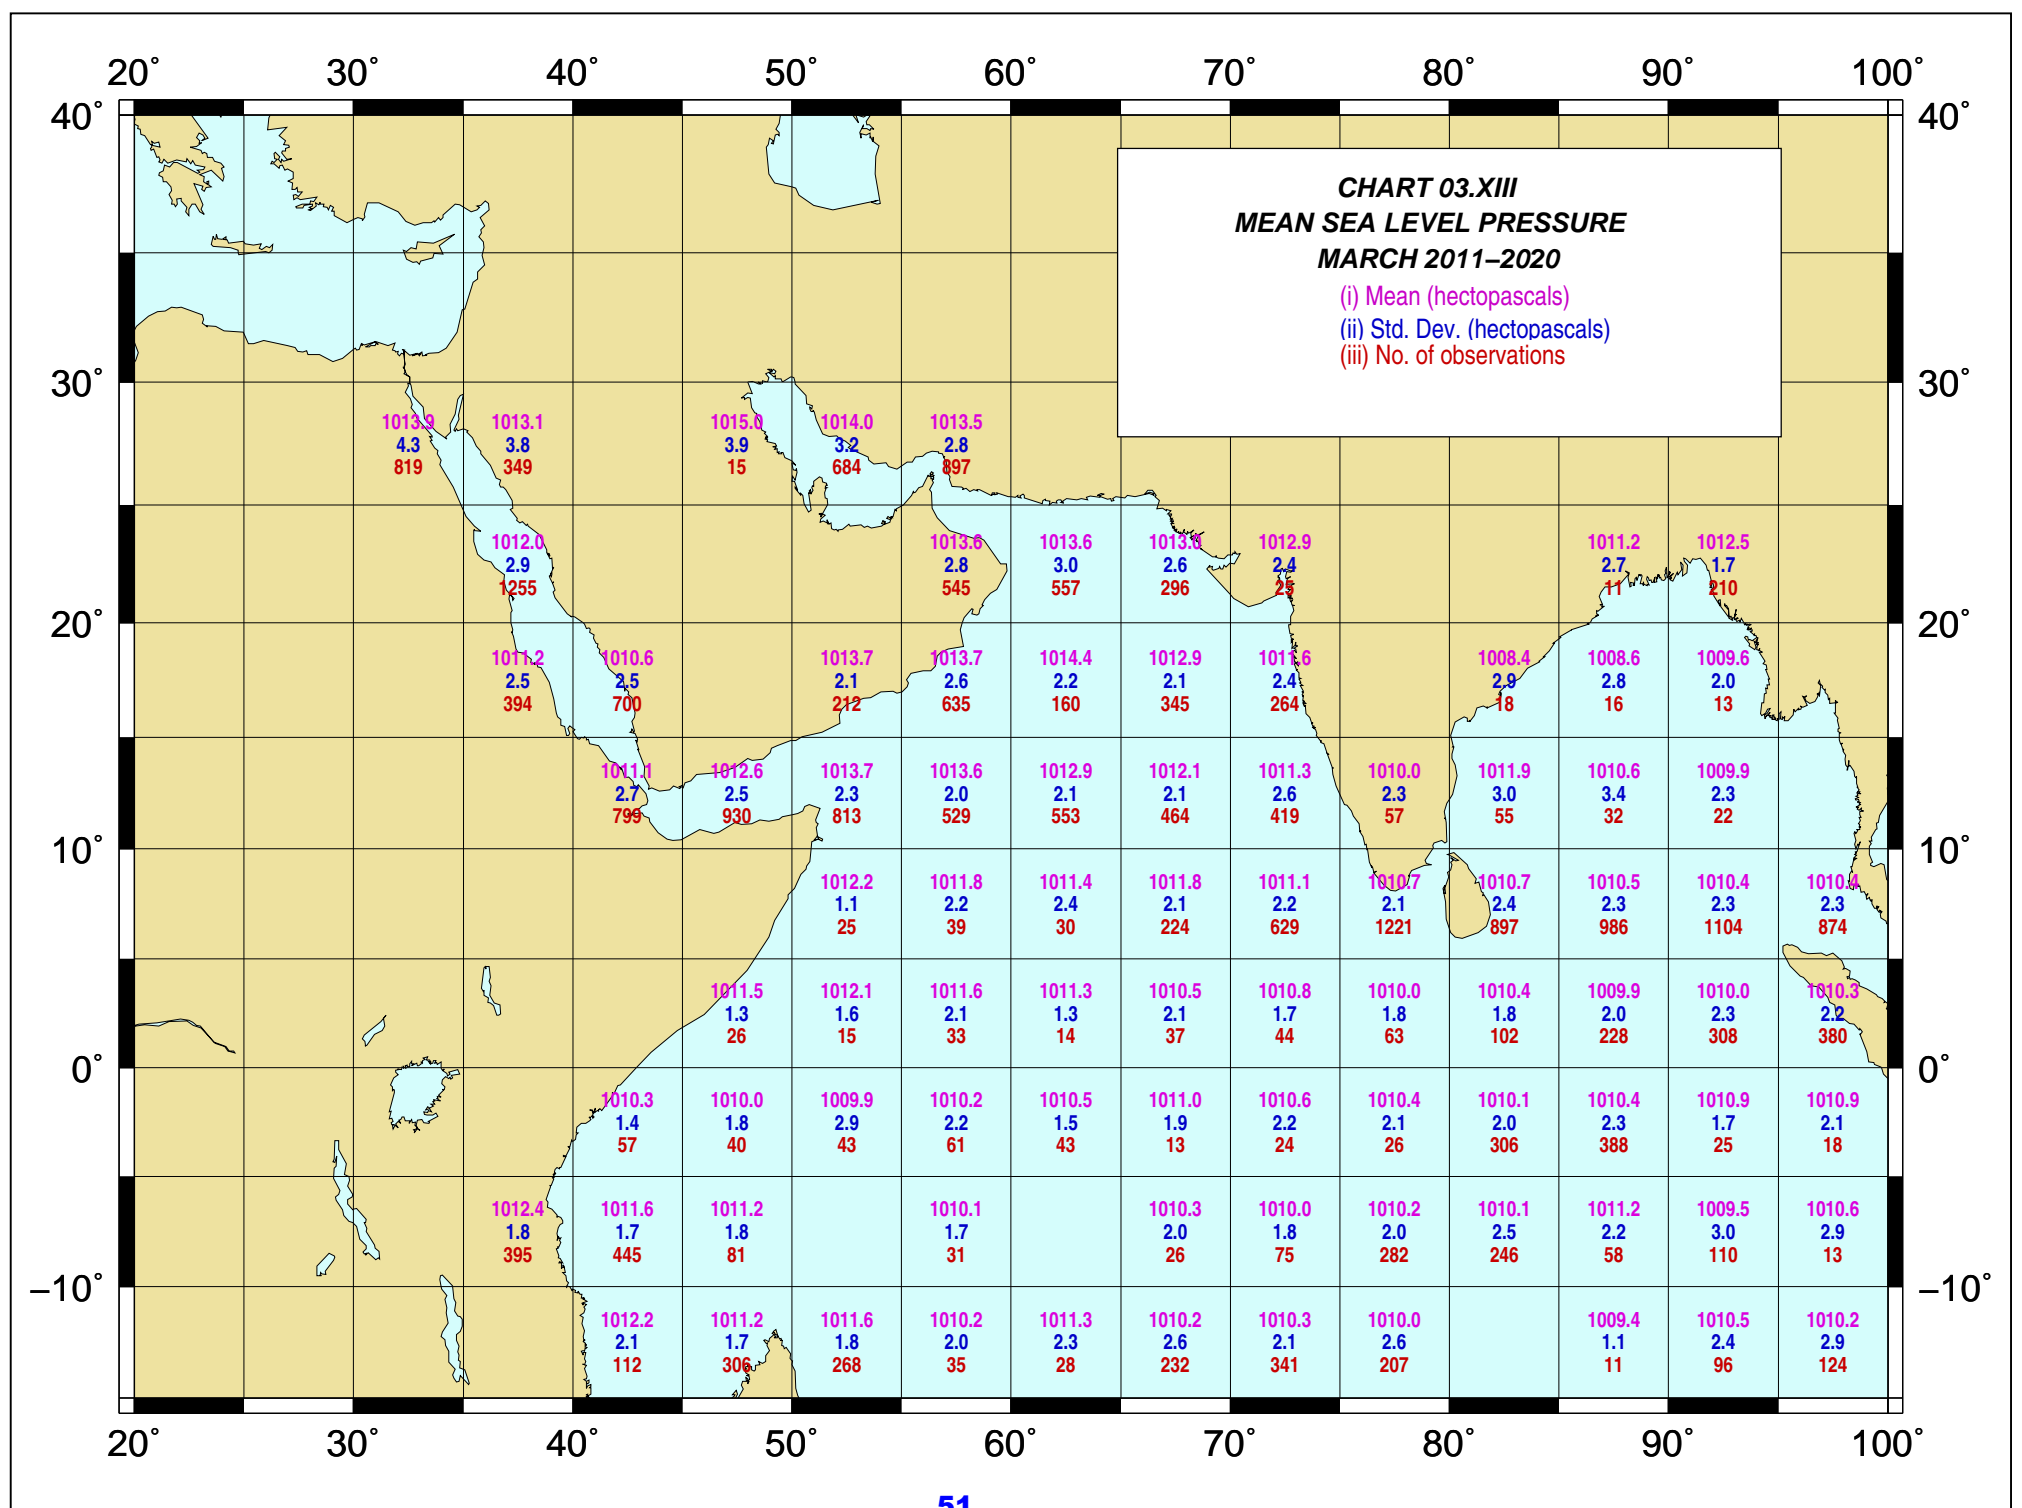 20° 30° 40° 50° 60° 70° 80° 90° 100°
40° 40°
CHART 03.XIII
MEAN SEA LEVEL PRESSURE
MARCH 2011–2020
(i) Mean (hectopascals)
(ii) Std. Dev. (hectopascals)
(iii) No. of observations
30° 30°
1013.9 1013.1 1015.0 1014.0 1013.5
4.3 3.8 3.9 3.2 2.8
819 349 15 684 897
1012.0 1013.6 1013.6 1013.0 1012.9 1011.2 1012.5
2.9 2.8 3.0 2.6 2.4 2.7 1.7
1255 545 557 296 25 11 210
20° 20°
1011.2 1010.6 1013.7 1013.7 1014.4 1012.9 1011.6 1008.4 1008.6 1009.6
2.5 2.5 2.1 2.6 2.2 2.1 2.4 2.9 2.8 2.0
394 700 212 635 160 345 264 18 16 13
1011.1 1012.6 1013.7 1013.6 1012.9 1012.1 1011.3 1010.0 1011.9 1010.6 1009.9
2.7 2.5 2.3 2.0 2.1 2.1 2.6 2.3 3.0 3.4 2.3
799 930 813 529 553 464 419 57 55 32 22
10° 10°
1012.2 1011.8 1011.4 1011.8 1011.1 1010.7 1010.7 1010.5 1010.4 1010.4
1.1 2.2 2.4 2.1 2.2 2.1 2.4 2.3 2.3 2.3
25 39 30 224 629 1221 897 986 1104 874
1011.5 1012.1 1011.6 1011.3 1010.5 1010.8 1010.0 1010.4 1009.9 1010.0 1010.3
1.3 1.6 2.1 1.3 2.1 1.7 1.8 1.8 2.0 2.3 2.2
26 15 33 14 37 44 63 102 228 308 380
0° 0°
1010.3 1010.0 1009.9 1010.2 1010.5 1011.0 1010.6 1010.4 1010.1 1010.4 1010.9 1010.9
1.4 1.8 2.9 2.2 1.5 1.9 2.2 2.1 2.0 2.3 1.7 2.1
57 40 43 61 43 13 24 26 306 388 25 18
1012.4 1011.6 1011.2 1010.1 1010.3 1010.0 1010.2 1010.1 1011.2 1009.5 1010.6
1.8 1.7 1.8 1.7 2.0 1.8 2.0 2.5 2.2 3.0 2.9
395 445 81 31 26 75 282 246 58 110 13
–10° –10°
1012.2 1011.2 1011.6 1010.2 1011.3 1010.2 1010.3 1010.0 1009.4 1010.5 1010.2
2.1 1.7 1.8 2.0 2.3 2.6 2.1 2.6 1.1 2.4 2.9
112 306 268 35 28 232 341 207 11 96 124
20° 30° 40° 50° 60° 70° 80° 90° 100°
51